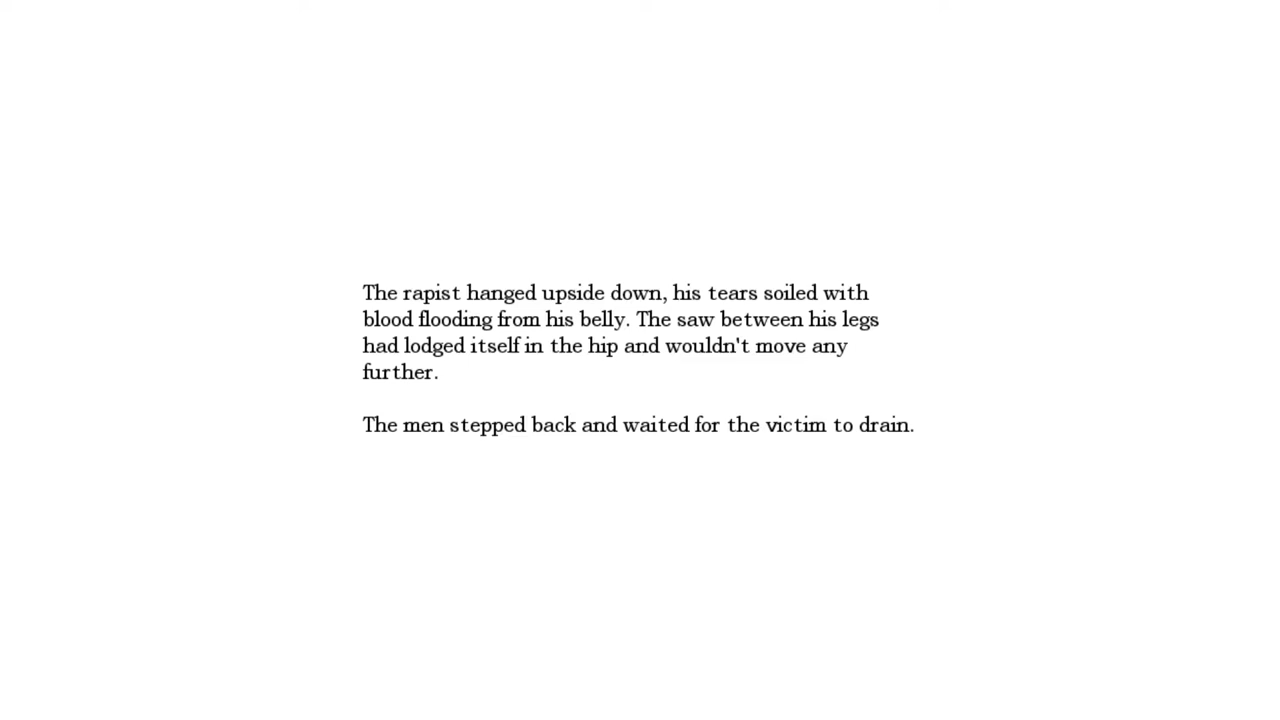 The rapist hanged upside down, his tears soiled with
blood flooding from his belly. The saw between his legs
had lodged itself in the hip and wouldn't move any
further.
The men stepped back and waited for the victim to drain.